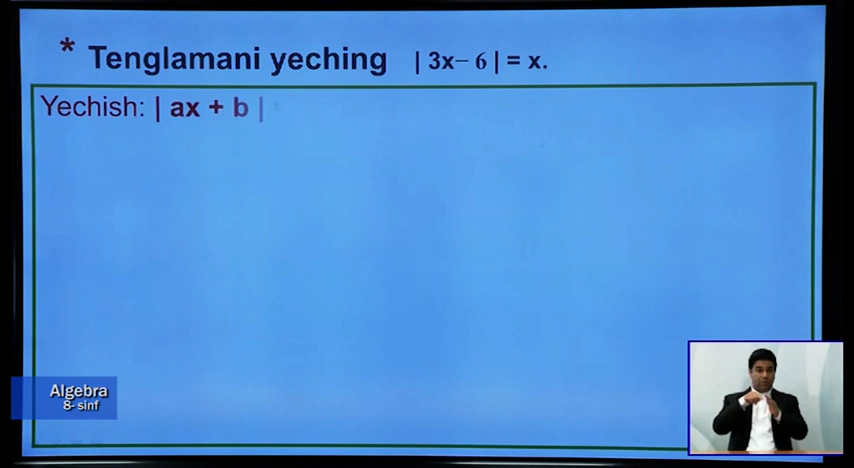 * Tenglamani yeching | 3x− 6 | = x.
Yechish: | ax + b |
Algebra
8- sinf